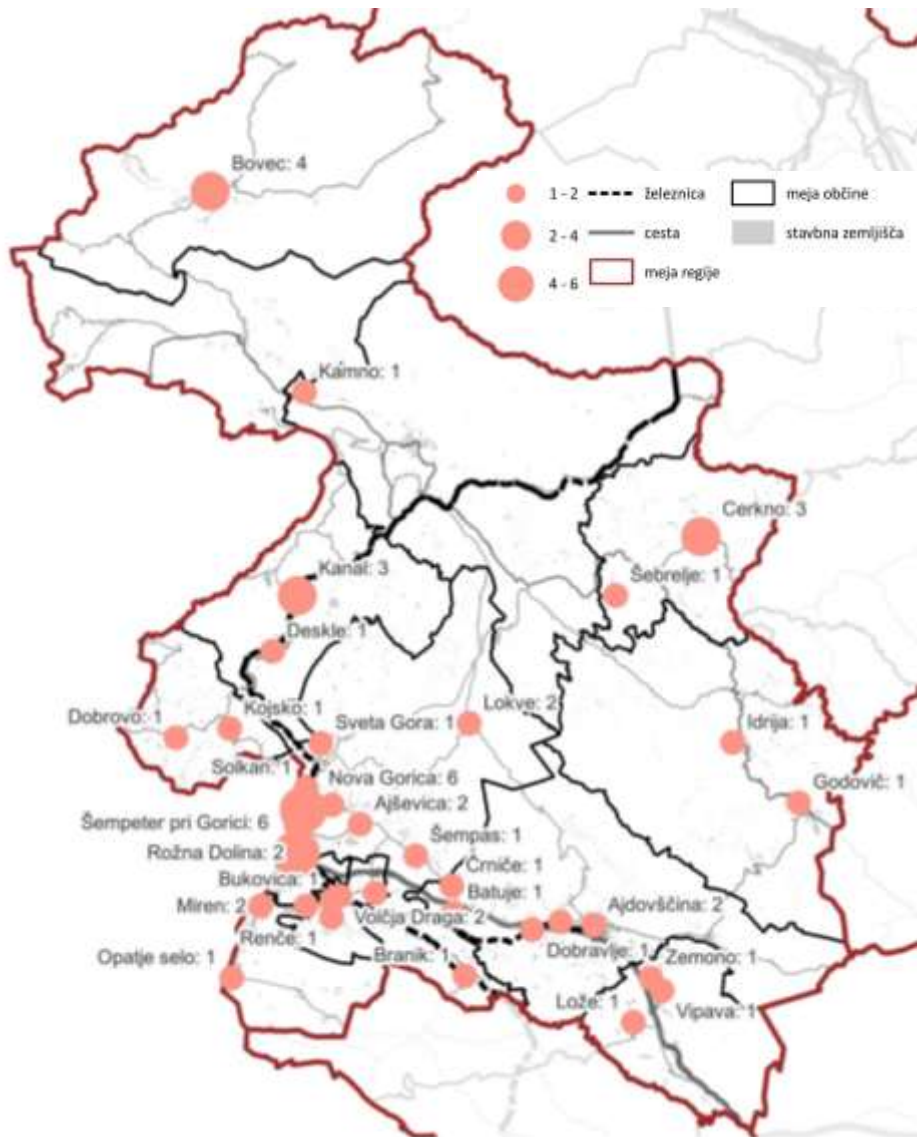 Bovec: 4
1 - 2 železnica meja občine
2 - 4 cesta stavbna zemljišča
4 - 6 meja regije
Kamno: 1
Cerkno: 3
Kanal: 3
Šebrelje: 1
Deskle: 1
Kojsko: 1
Lokve: 2
Dobrovo: 1
Sveta Gora: 1
Idrija: 1
Solkan: 1
Nova Gorica: 6
Godovič: 1
Ajševica: 2
Šempeter pri Gorici: 6
Šempas: 1
Rožna Dolina: 2
Črniče: 1
Bukovica: 1
Batuje: 1
Miren: 2
Volčja Draga: 2
Ajdovščina: 2
Renče: 1
Dobravlje: 1
Zemono: 1
Opatje selo: 1
Branik: 1
Lože: 1
Vipava: 1